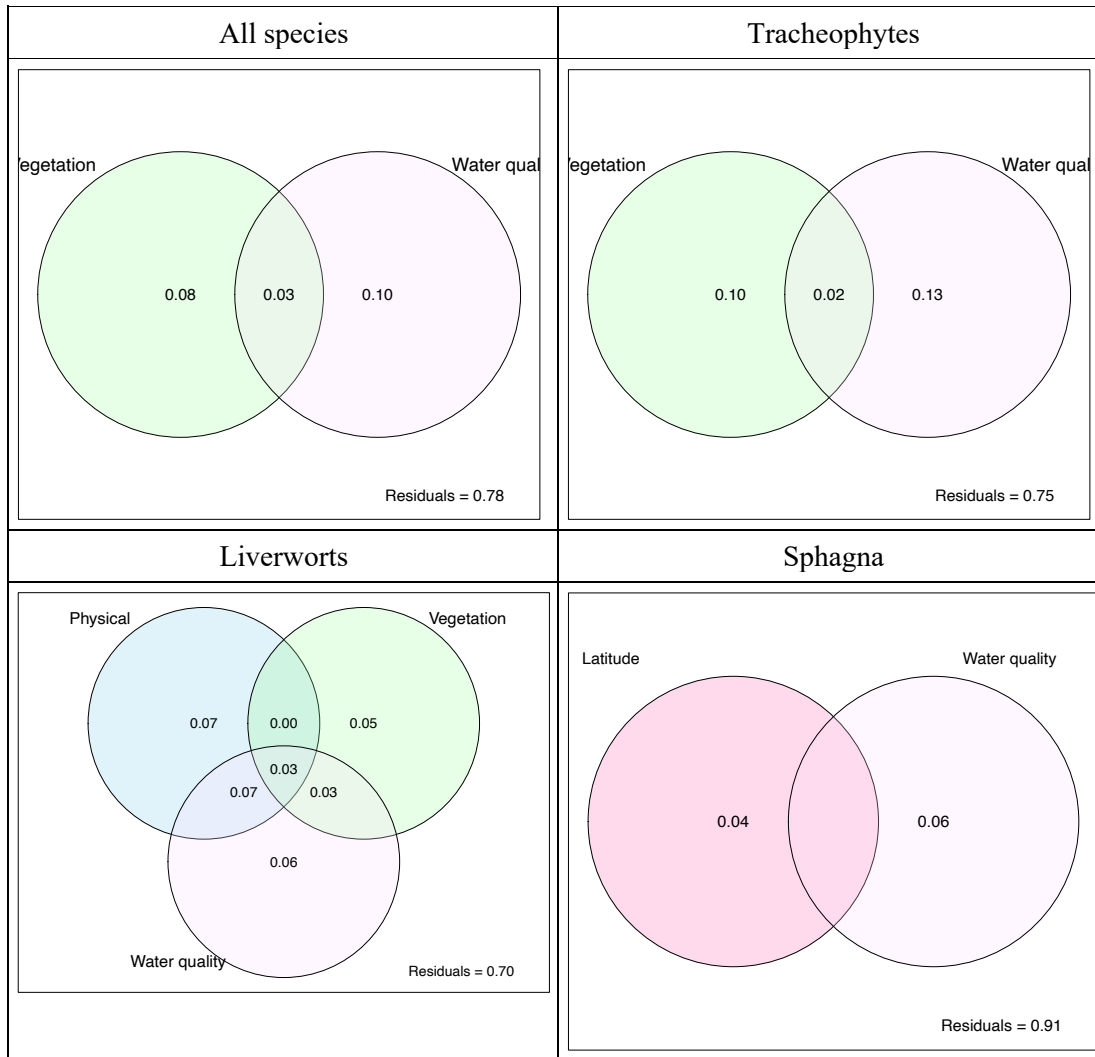 All species
Tracheophytes
egetation
Water qual
0.08
0.03
0.10
Residuals = 0.78
egetation
Water qual
0.10
0.02
0.13
Residuals = 0.75
Liverworts
Sphagna
Physical
Vegetation
0.07
0.00
0.05
0.03
0.07
0.03
0.06
Water quality
Residuals = 0.70
Latitude
Water quality
0.04
0.06
Residuals = 0.91